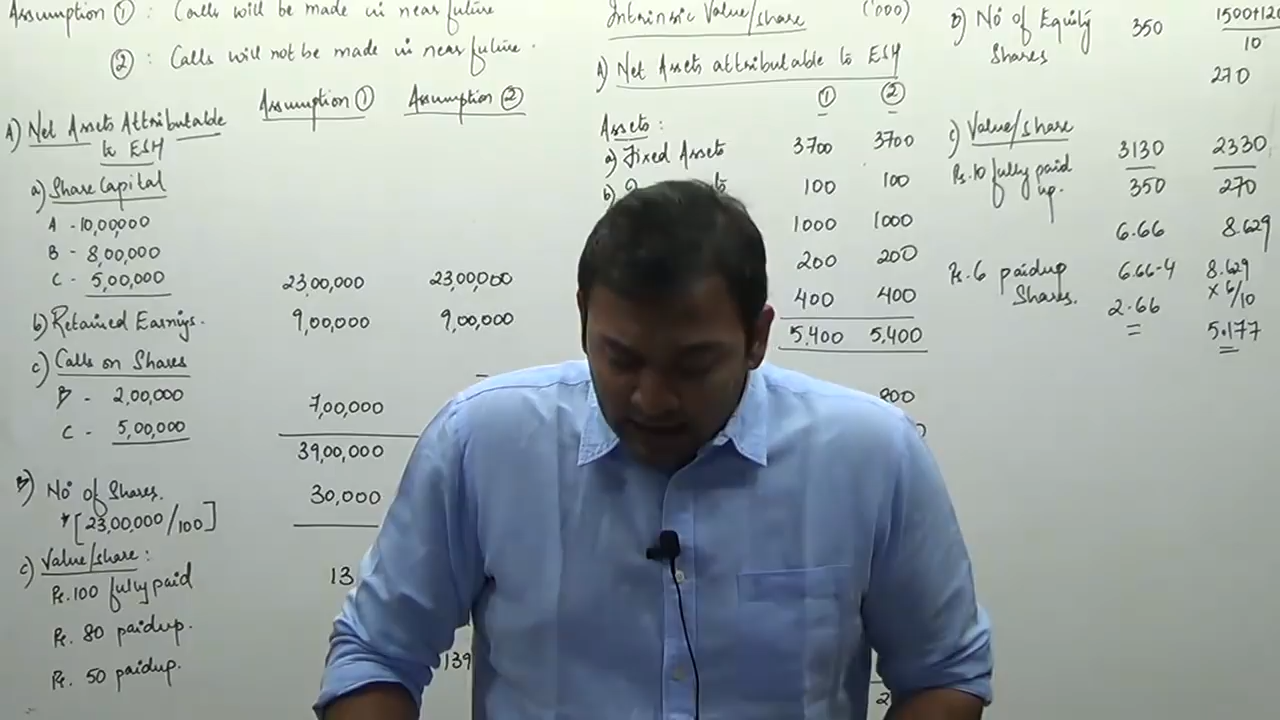 Assumption ① : Calls will be made in near future
② : Calls will not be made in near future.
Assumption ① Assumption ②
A) Net Assets Attributable
to ESH
a) Share Capital
A - 10,00,000
B - 8,00,000
C - 5,00,000 23,00,000 23,00,000
b) Retained Earnigs. 9,00,000 9,00,000
c) Calls on Shares
B - 2,00,000
C - 5,00,000 7,00,000
39,00,000
B) No of Shares. 30,000
*[23,00,000/100]
c) Value/share :
Rs. 100 fully paid 13
Rs. 80 paidup.
Rs. 50 paidup. 139
Intrinsic Value/share ('000)
A) Net Assets attributable to ESH
① ②
Assets :
a) Fixed Assets 3700 3700
b) 100 100
1000 1000
200 200
400 400
5,400 5,400
800
B) No of Equity Shares 350 1500+120
10
270
c) Value/share
Rs. 10 fully paid up. 3130 2330
350 270
6.66 8.629
Rs. 6 paidup Shares. 6.66-4 8.629
× 6/10
2.66 5.177